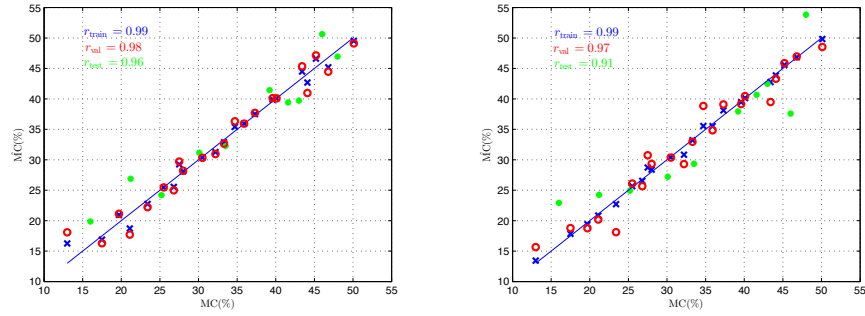 55
50
45
40
35
30
25
20
15
10
M̂C(%)
r_train = 0.99
r_val = 0.98
r_test = 0.96
10 15 20 25 30 35 40 45 50 55
MC(%)
55
50
45
40
35
30
25
20
15
10
M̂C(%)
r_train = 0.99
r_val = 0.97
r_test = 0.91
10 15 20 25 30 35 40 45 50 55
MC(%)